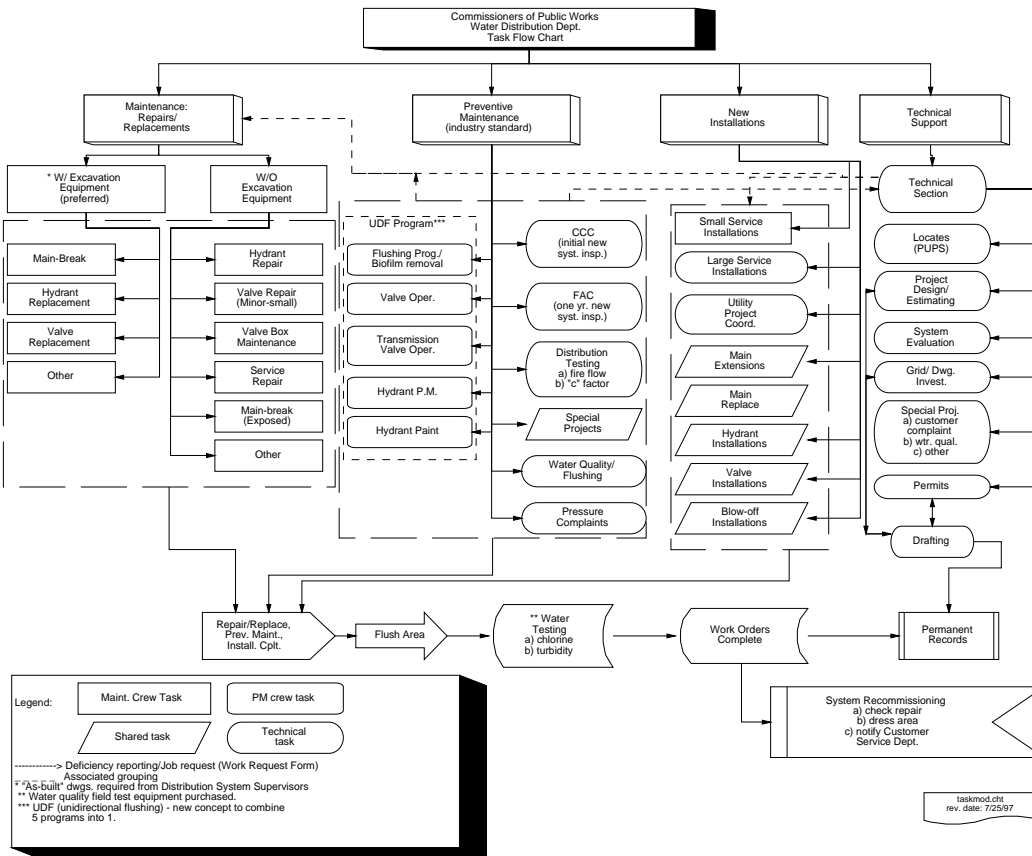 Commissioners of Public Works
Water Distribution Dept.
Task Flow Chart
Maintenance:
Repairs/
Replacements
Preventive
Maintenance
(industry standard)
New
Installations
Technical
Support
* W/ Excavation
Equipment
(preferred)
W/O
Excavation
Equipment
Main-Break
Hydrant
Replacement
Valve
Replacement
Other
Hydrant
Repair
Valve Repair
(Minor-small)
Valve Box
Maintenance
Service
Repair
Main-break
(Exposed)
Other
UDF Program***
Flushing Prog./
Biofilm removal
Valve Oper.
Transmission
Valve Oper.
Hydrant P.M.
Hydrant Paint
CCC
(initial new
syst. insp.)
FAC
(one yr. new
syst. insp.)
Distribution
Testing
a) fire flow
b) "c" factor
Special
Projects
Water Quality/
Flushing
Pressure
Complaints
Small Service
Installations
Large Service
Installations
Utility
Project
Coord.
Main
Extensions
Main
Replace
Hydrant
Installations
Valve
Installations
Blow-off
Installations
Technical
Section
Locates
(PUPS)
Project
Design/
Estimating
System
Evaluation
Grid/ Dwg.
Invest.
Special Proj.
a) customer
complaint
b) wtr. qual.
c) other
Permits
Drafting
Repair/Replace,
Prev. Maint.,
Install. Cplt.
Flush Area
** Water
Testing
a) chlorine
b) turbidity
Work Orders
Complete
Permanent
Records
System Recommissioning
a) check repair
b) dress area
c) notify Customer
Service Dept.
Legend:
Maint. Crew Task
PM crew task
Shared task
Technical
task
------------> Deficiency reporting/Job request (Work Request Form)
_ _ _ _ _ Associated grouping
* "As-built" dwgs. required from Distribution System Supervisors
** Water quality field test equipment purchased.
*** UDF (unidirectional flushing) - new concept to combine
5 programs into 1.
taskmod.cht
rev. date: 7/25/97